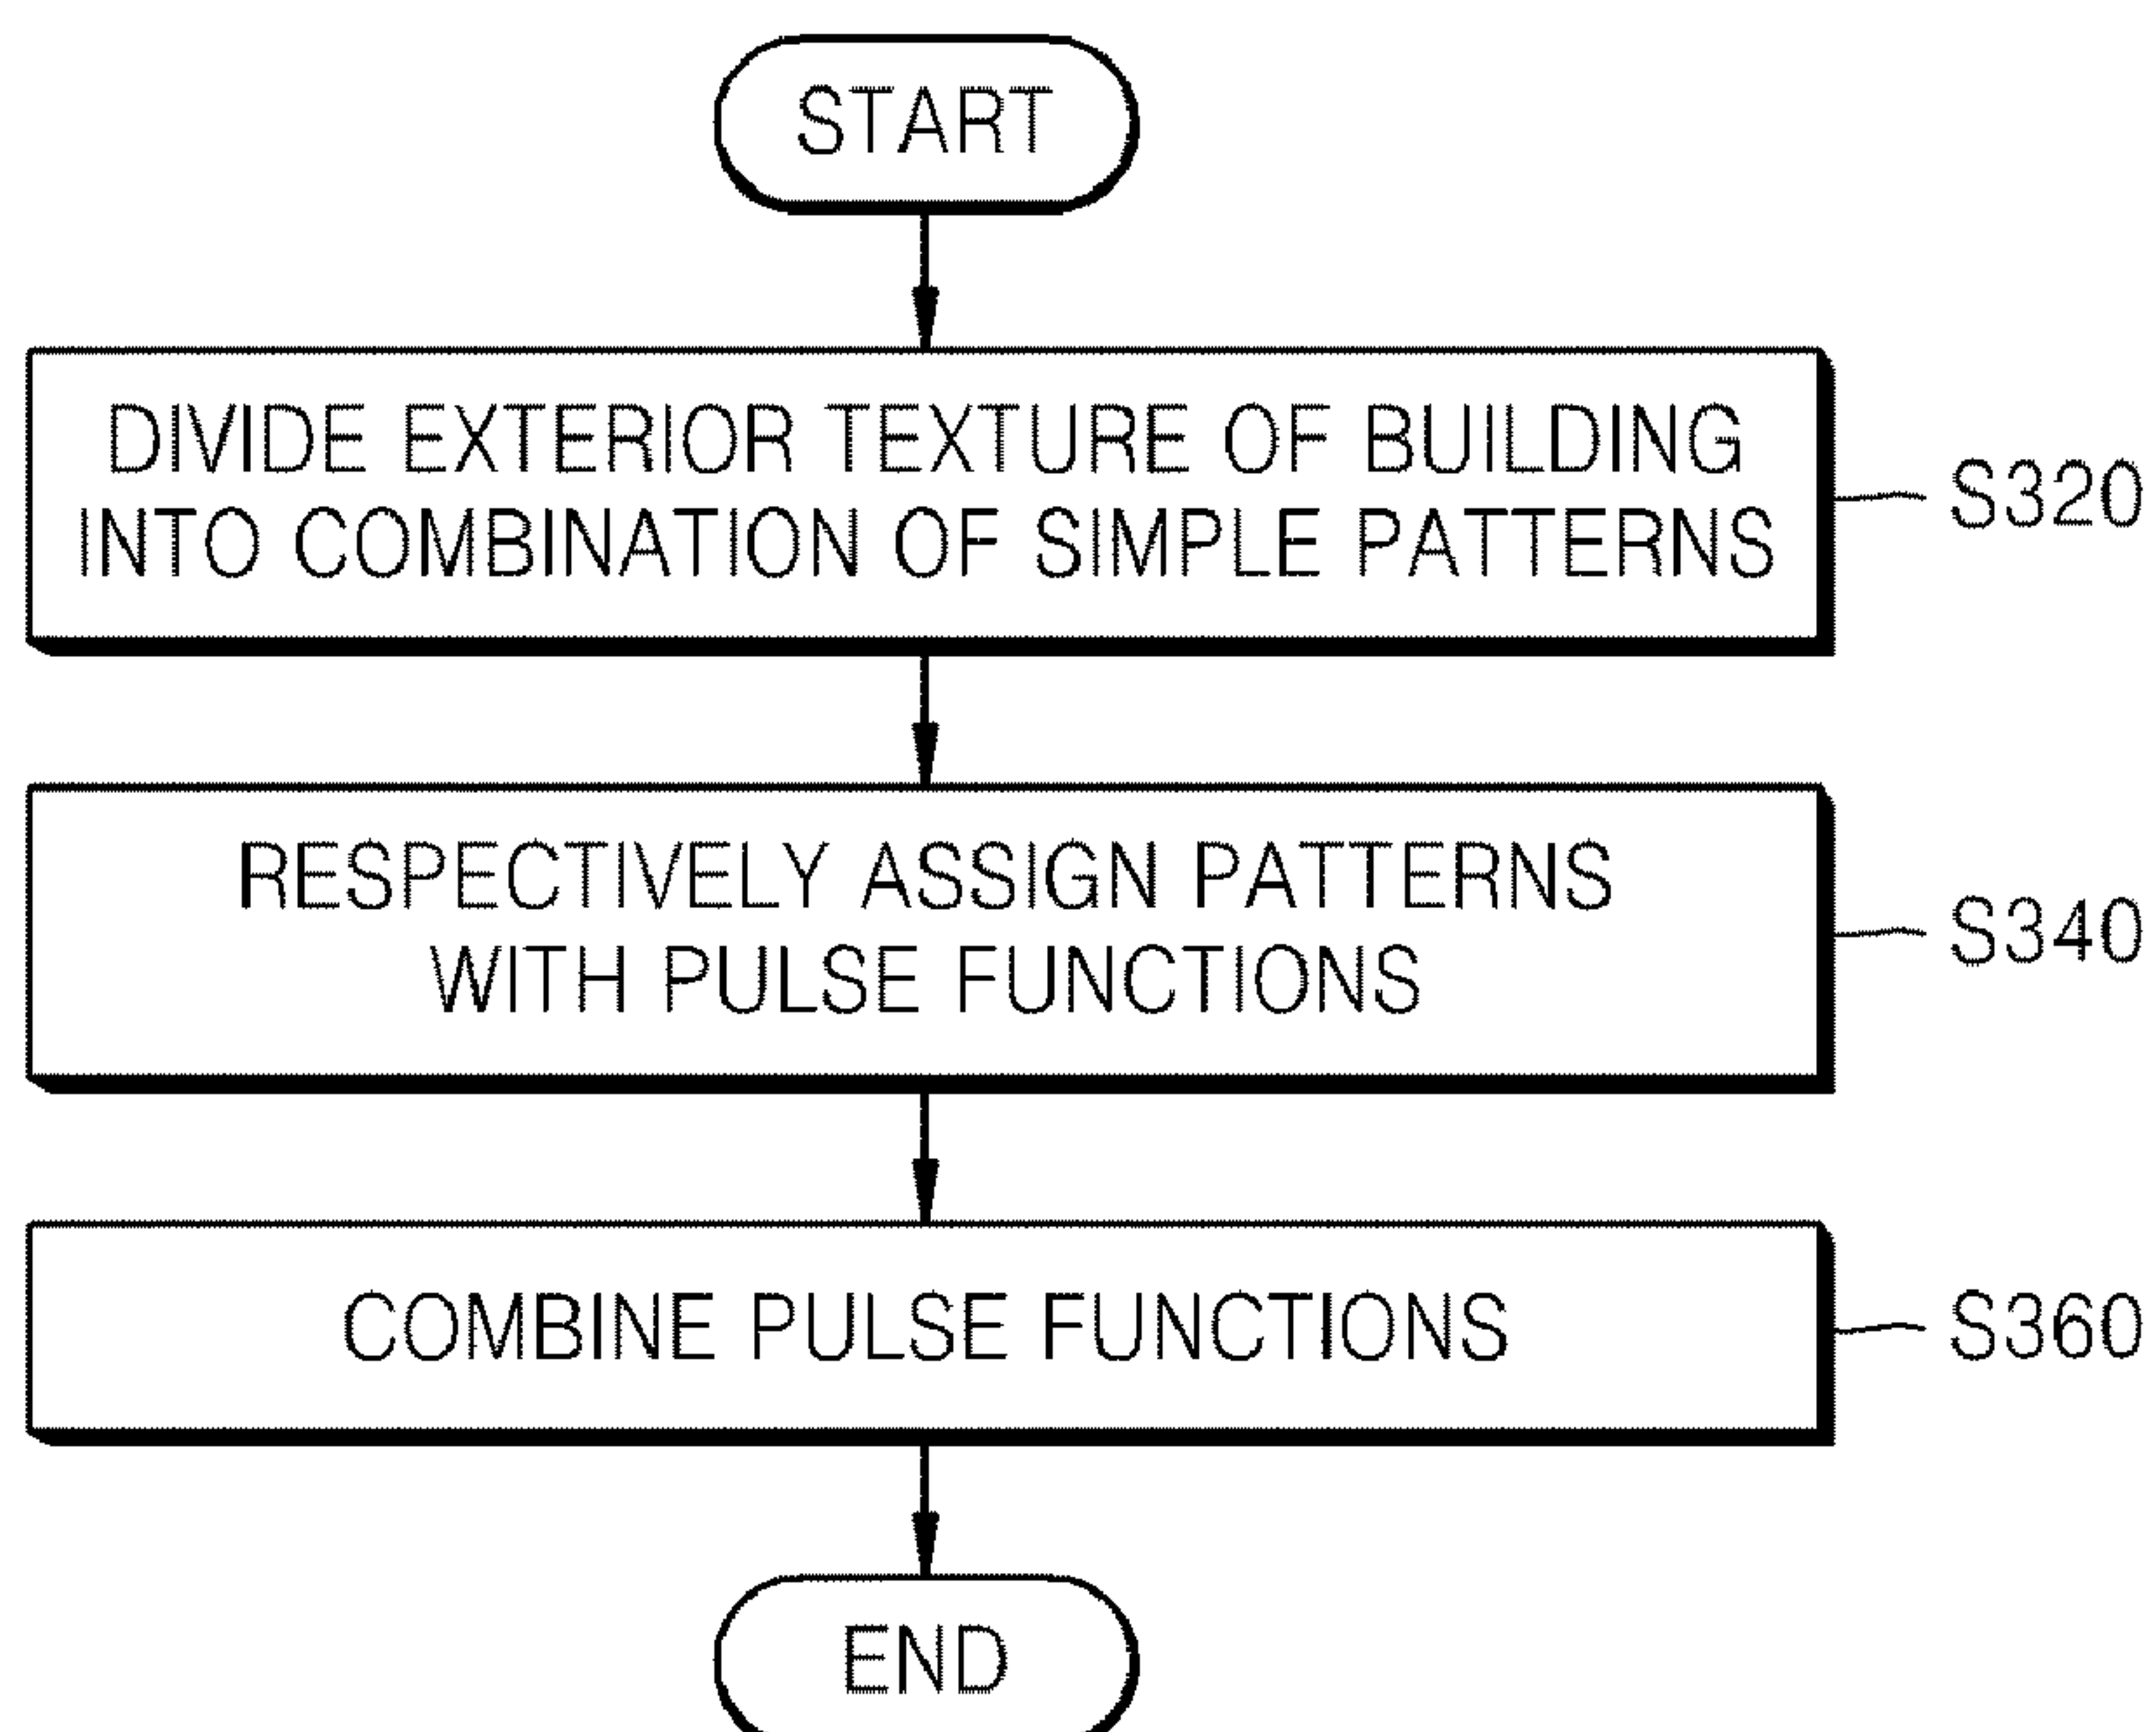 START
DIVIDE EXTERIOR TEXTURE OF BUILDING
INTO COMBINATION OF SIMPLE PATTERNS
S320
RESPECTIVELY ASSIGN PATTERNS
WITH PULSE FUNCTIONS
S340
COMBINE PULSE FUNCTIONS
S360
END